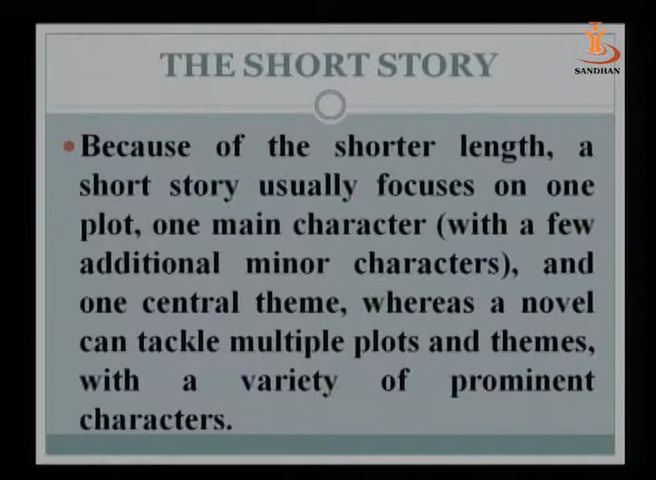 THE SHORT STORY
SANDHAN
• Because of the shorter length, a
short story usually focuses on one
plot, one main character (with a few
additional minor characters), and
one central theme, whereas a novel
can tackle multiple plots and themes,
with a variety of prominent
characters.